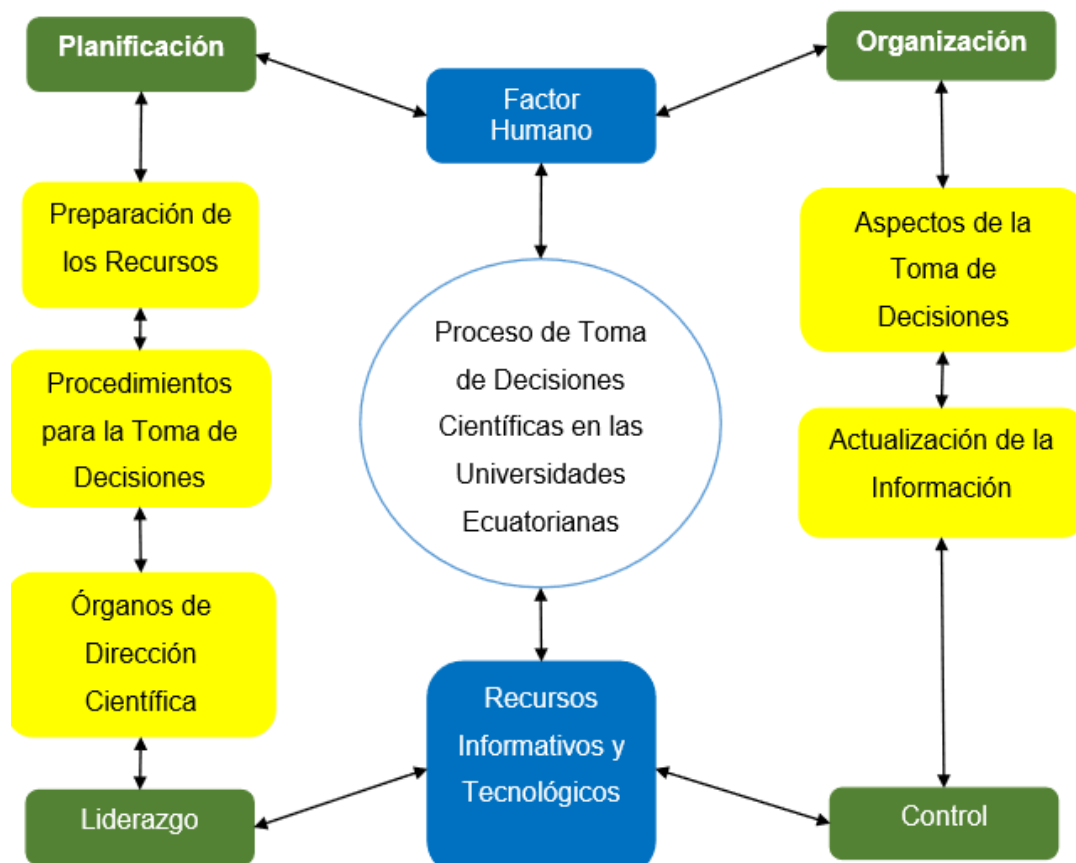 Planificación
Organización
Factor
Humano
Preparación de
los Recursos
Aspectos de la
Toma de
Decisiones
Proceso de Toma
de Decisiones
Científicas en las
Universidades
Ecuatorianas
Procedimientos
para la Toma de
Decisiones
Actualización de la
Información
Órganos de
Dirección
Científica
Recursos
Informativos y
Tecnológicos
Liderazgo
Control